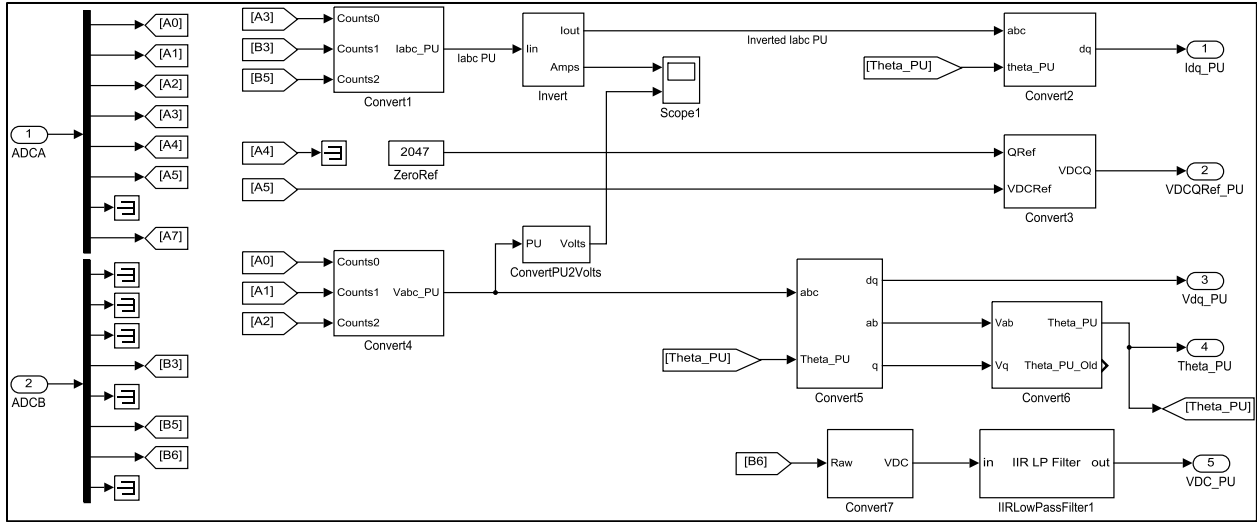 1
ADCA
[A0]
[A1]
[A2]
[A3]
[A4]
[A5]
[A7]
2
ADCB
[B3]
[B5]
[B6]
[A3]
[B3]
[B5]
Counts0
Counts1
Counts2
Iabc_PU
Convert1
Iabc PU
Iin
Iout
Amps
Invert
Inverted Iabc PU
Scope1
[Theta_PU]
abc
theta_PU
dq
Convert2
1
Idq_PU
[A4]
2047
ZeroRef
[A5]
QRef
VDCRef
VDCQ
Convert3
2
VDCQRef_PU
[A0]
[A1]
[A2]
Counts0
Counts1
Counts2
Vabc_PU
Convert4
PU
Volts
ConvertPU2Volts
[Theta_PU]
abc
Theta_PU
dq
ab
q
Convert5
Vab
Vq
Theta_PU
Theta_PU_Old
Convert6
3
Vdq_PU
4
Theta_PU
[Theta_PU]
[B6]
Raw
VDC
Convert7
in
IIR LP Filter
out
IIRLowPassFilter1
5
VDC_PU